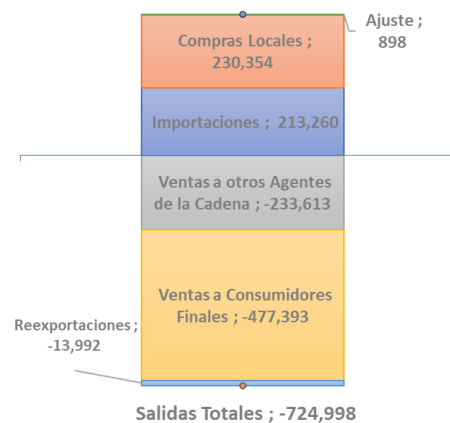 Ajuste ;
898
Compras Locales ;
230,354
Importaciones ; 213,260
Ventas a otros Agentes
de la Cadena ; -233,613
Ventas a Consumidores
Finales ; -477,393
Reexportaciones ;
-13,992
Salidas Totales ; -724,998